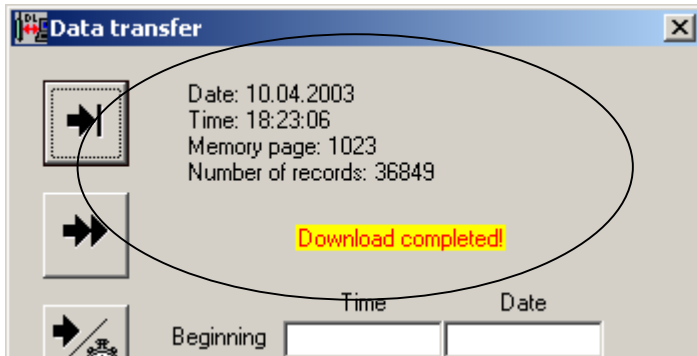 DL
Data transfer
Date: 10.04.2003
Time: 18:23:06
Memory page: 1023
Number of records: 36849
Download completed!
Time Date
Beginning